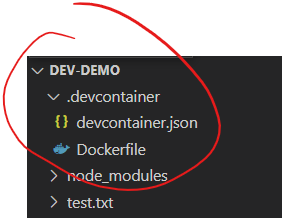 DEV-DEMO
.devcontainer
{} devcontainer.json
Dockerfile
node_modules
test.txt